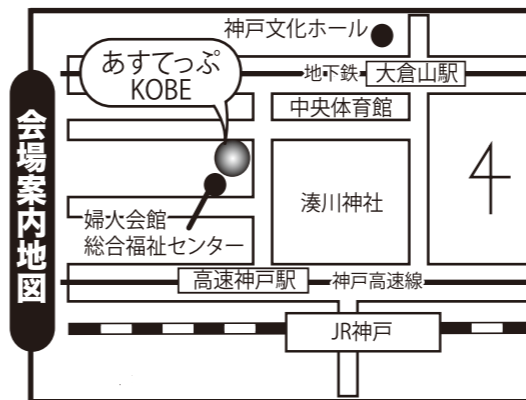 会場案内地図
神戸文化ホール
あすてっぷ
KOBE
地下鉄
大倉山駅
中央体育館
湊川神社
婦人会館
総合福祉センター
高速神戸駅
神戸高速線
JR神戸